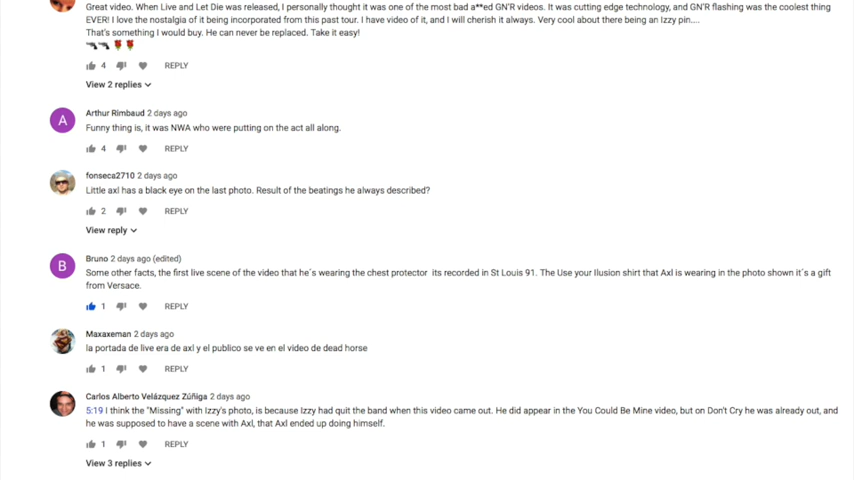 Great video. When Live and Let Die was released, I personally thought it was one of the most bad a**ed GN'R videos. It was cutting edge technology, and GN'R flashing was the coolest thing
EVER! I love the nostalgia of it being incorporated from this past tour. I have video of it, and I will cherish it always. Very cool about there being an Izzy pin....
That's something I would buy. He can never be replaced. Take it easy!
4 REPLY
View 2 replies
A
Arthur Rimbaud 2 days ago
Funny thing is, it was NWA who were putting on the act all along.
4 REPLY
fonseca2710 2 days ago
Little axl has a black eye on the last photo. Result of the beatings he always described?
2 REPLY
View reply
B
Bruno 2 days ago (edited)
Some other facts, the first live scene of the video that he´s wearing the chest protector its recorded in St Louis 91. The Use your Ilusion shirt that Axl is wearing in the photo shown it´s a gift
from Versace.
1 REPLY
Maxaxeman 2 days ago
la portada de live era de axl y el publico se ve en el video de dead horse
1 REPLY
Carlos Alberto Velázquez Zúñiga 2 days ago
5:19 I think the "Missing" with Izzy's photo, is because Izzy had quit the band when this video came out. He did appear in the You Could Be Mine video, but on Don't Cry he was already out, and
he was supposed to have a scene with Axl, that Axl ended up doing himself.
1 REPLY
View 3 replies